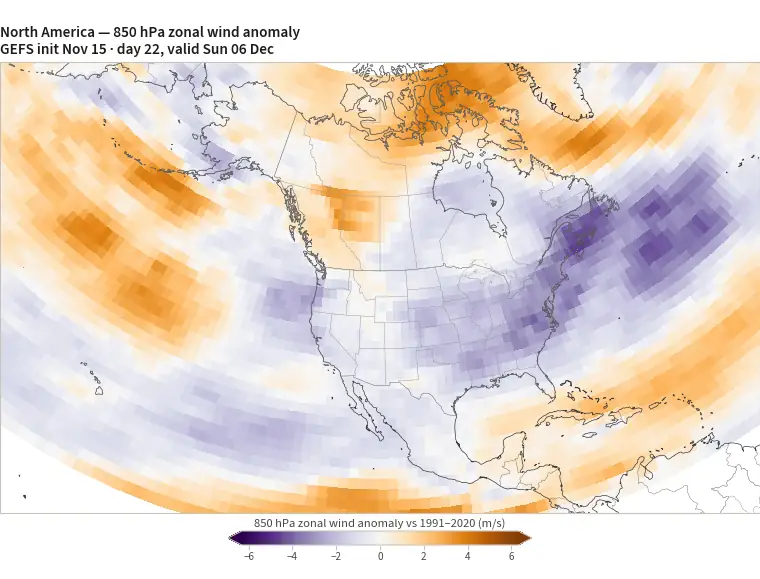 North America — 850 hPa zonal wind anomaly
GEFS init Nov 15 · day 22, valid Sun 06 Dec
850 hPa zonal wind anomaly vs 1991–2020 (m/s)
−6 −4 −2 0 2 4 6